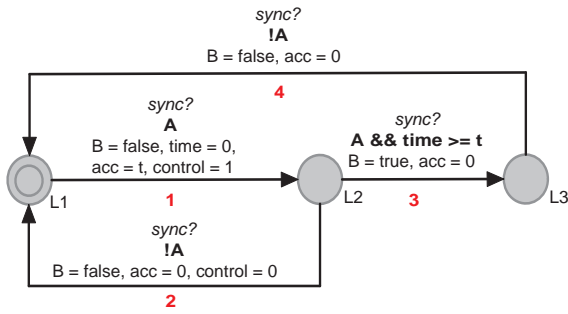 sync?
!A
B = false, acc = 0
4
sync?
A
B = false, time = 0,
acc = t, control = 1
1
sync?
A && time >= t
B = true, acc = 0
3
L1
L2
L3
sync?
!A
B = false, acc = 0, control = 0
2